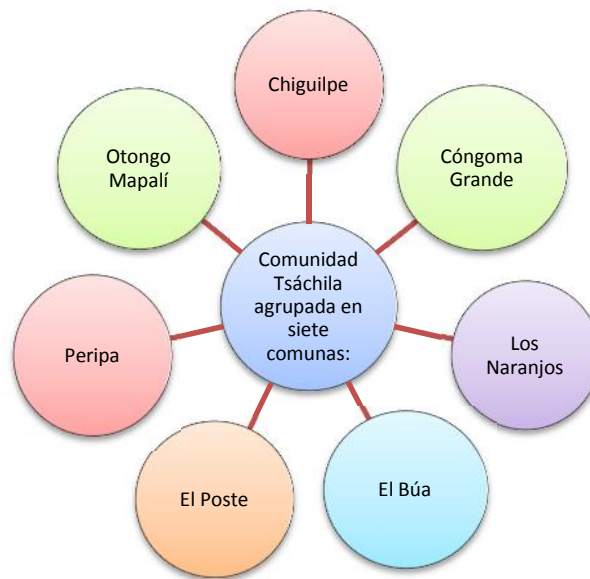 Chiguilpe
Cóngoma
Grande
Los
Naranjos
El Búa
El Poste
Peripa
Otongo
Mapalí
Comunidad
Tsáchila
agrupada en
siete
comunas: